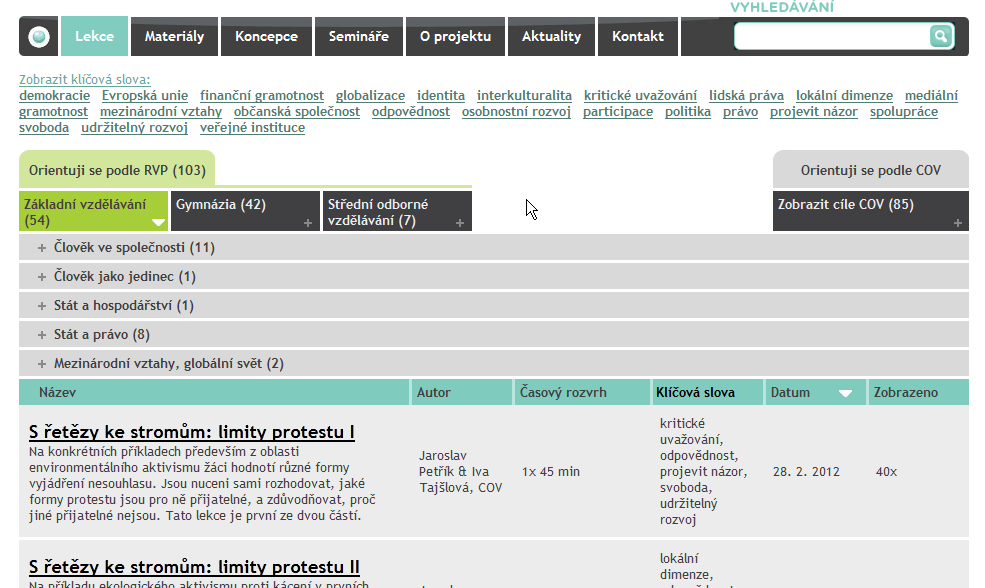 VYHLEDÁVÁNÍ
Lekce Materiály Koncepce Semináře O projektu Aktuality Kontakt
Zobrazit klíčová slova:
demokracie Evropská unie finanční gramotnost globalizace identita interkulturalita kritické uvažování lidská práva lokální dimenze mediální
gramotnost mezinárodní vztahy občanská společnost odpovědnost osobnostní rozvoj participace politika právo projevit názor spolupráce
svoboda udržitelný rozvoj veřejné instituce
Orientuji se podle RVP (103)
Orientuji se podle COV
Základní vzdělávání
(54)
Gymnázia (42)
Střední odborné
vzdělávání (7)
Zobrazit cíle COV (85)
Člověk ve společnosti (11)
Člověk jako jedinec (1)
Stát a hospodářství (1)
Stát a právo (8)
Mezinárodní vztahy, globální svět (2)
Název Autor Časový rozvrh Klíčová slova Datum Zobrazeno
S řetězy ke stromům: limity protestu I
Na konkrétních příkladech především z oblasti
environmentálního aktivismu žáci hodnotí různé formy
vyjádření nesouhlasu. Jsou nuceni sami rozhodovat, jaké
formy protestu jsou pro ně přijatelné, a zdůvodňovat, proč
jiné přijatelné nejsou. Tato lekce je první ze dvou částí.
Jaroslav
Petřík & Iva
Tajšlová, COV
1x 45 min
kritické
uvažování,
odpovědnost,
projevit názor,
svoboda,
udržitelný
rozvoj
28. 2. 2012
40x
S řetězy ke stromům: limity protestu II
Na příkladu ekologického aktivismu proti kácení v prvních
lokální
dimenze,